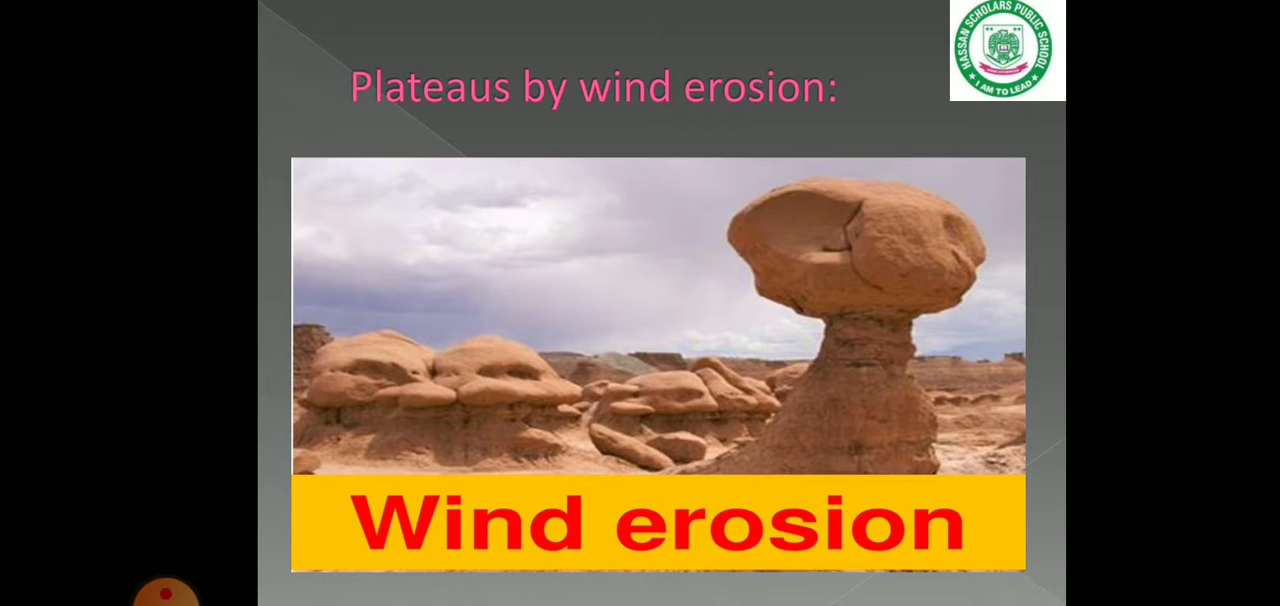 HASSAN SCHOLARS PUBLIC SCHOOL
I AM TO LEAD
Plateaus by wind erosion:
Wind erosion